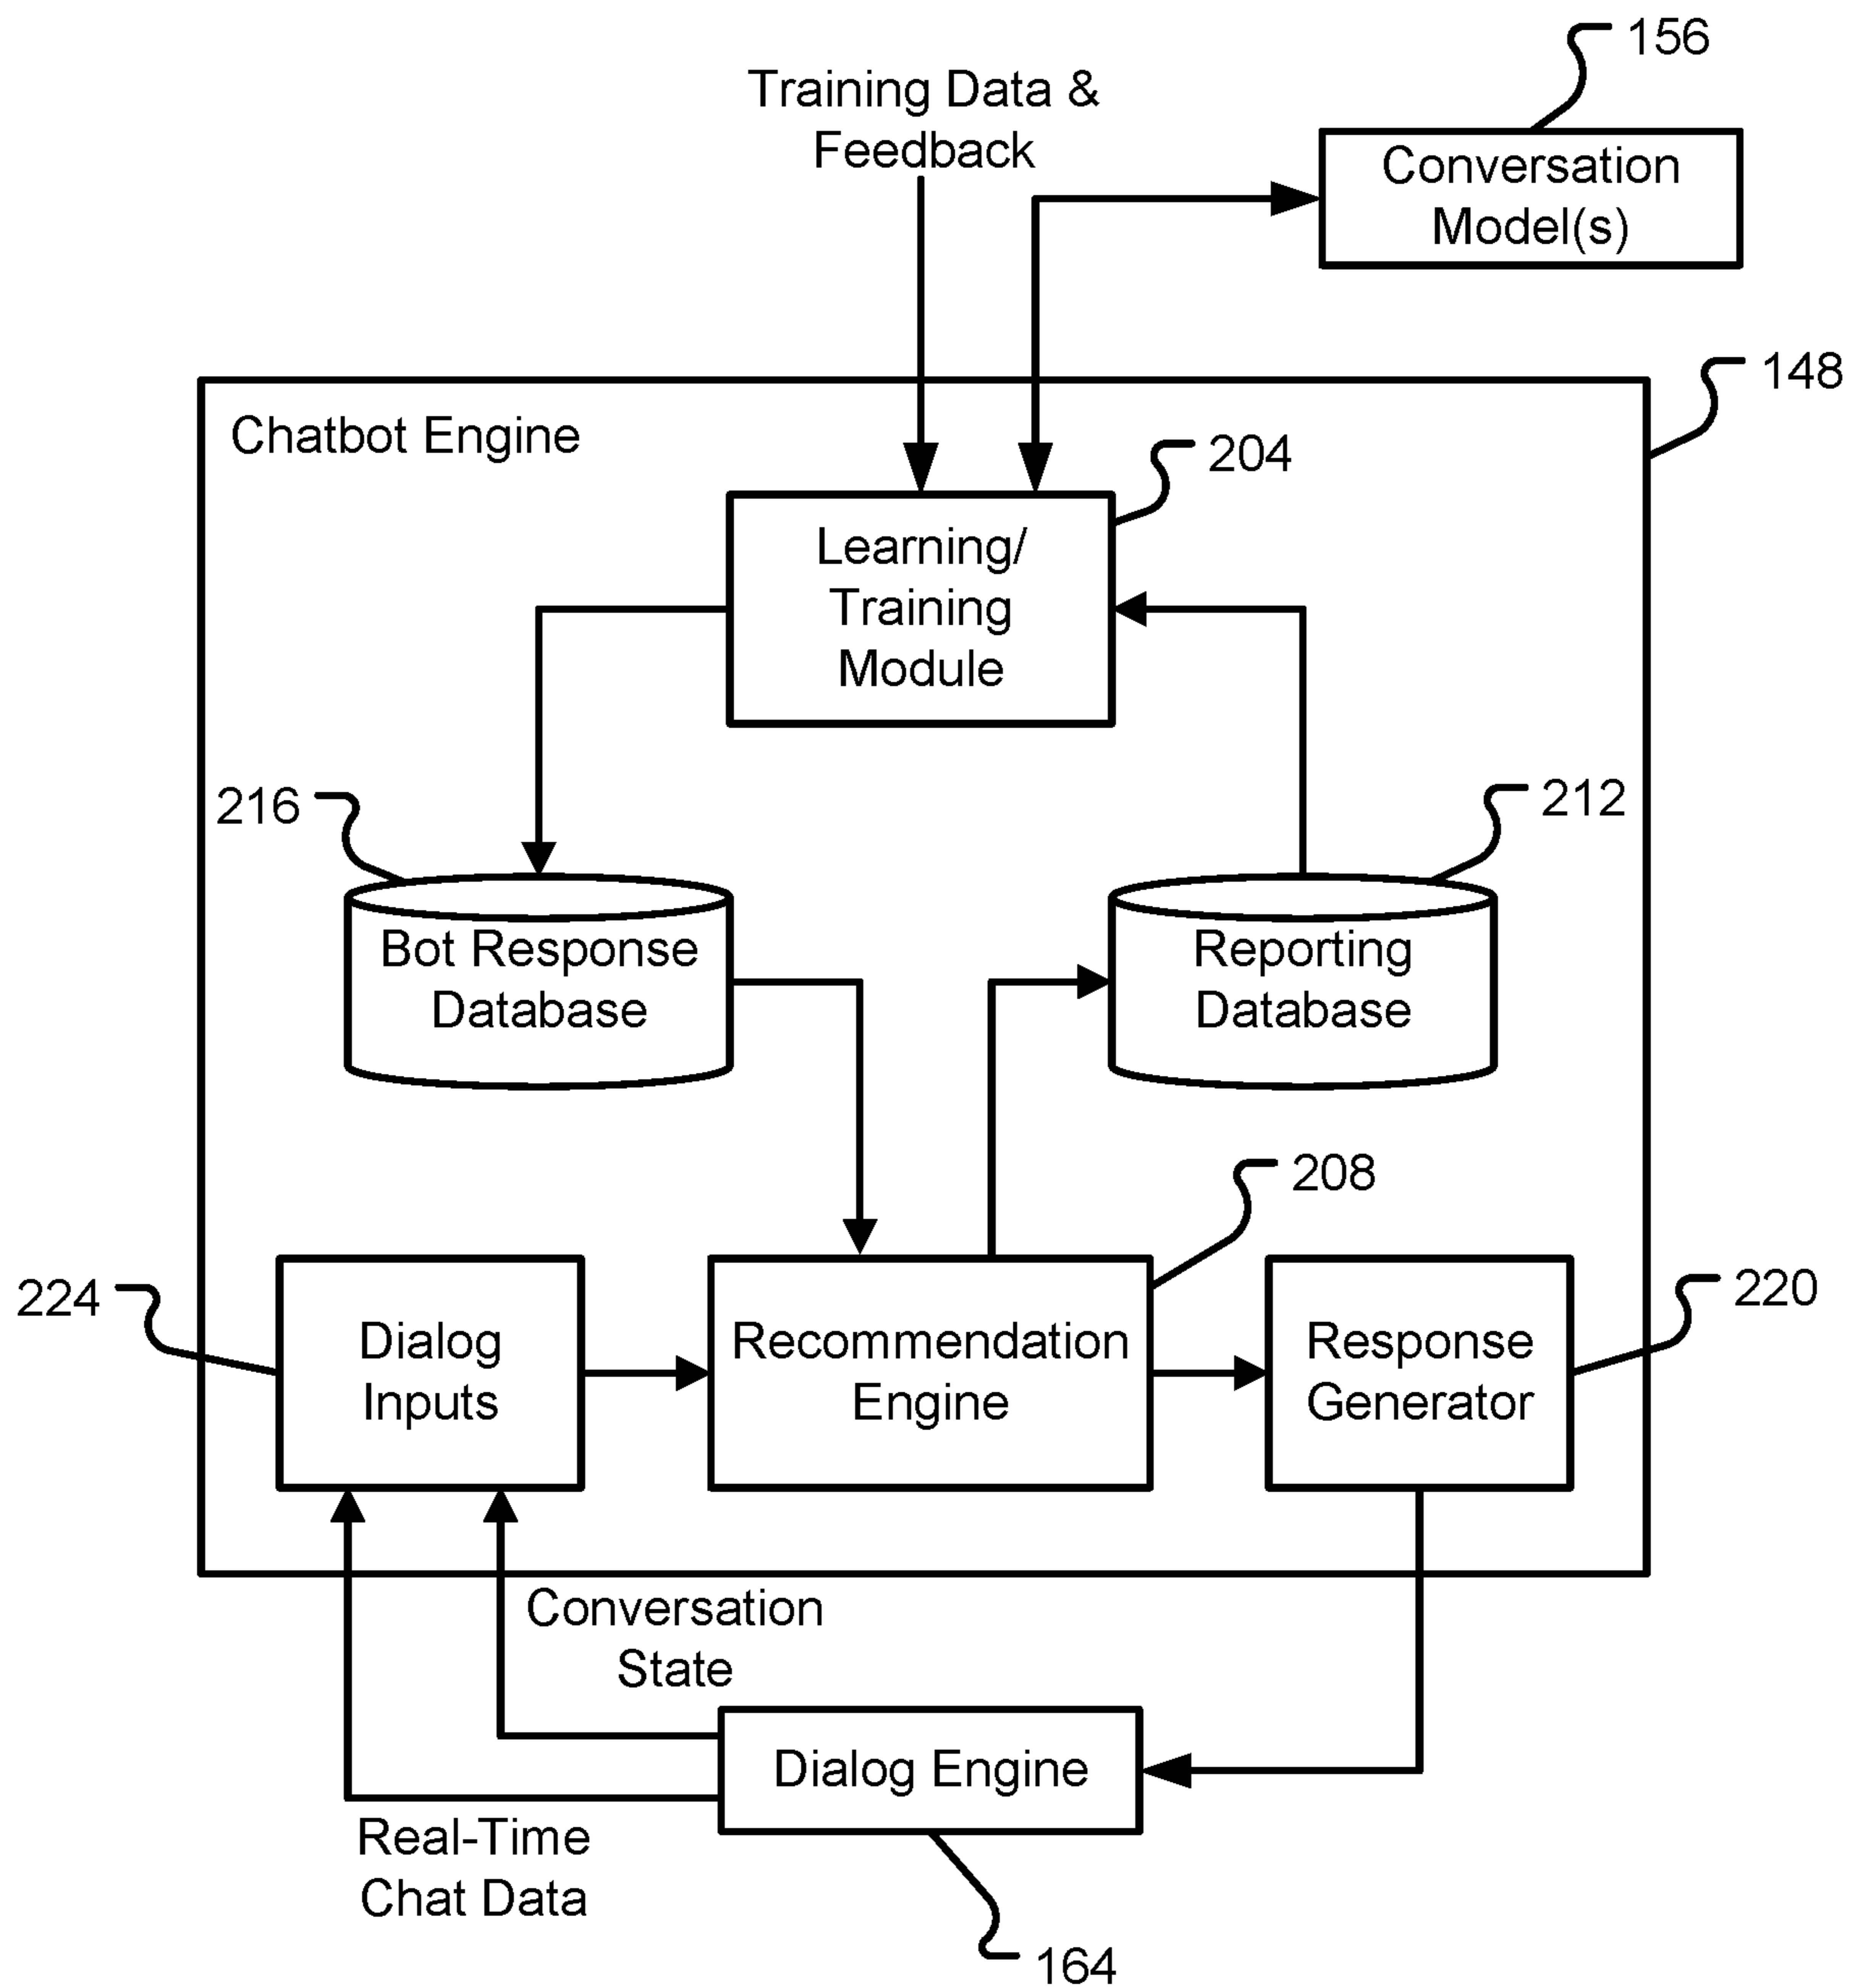 156
Training Data &
Feedback
Conversation
Model(s)
148
Chatbot Engine
204
Learning/
Training
Module
216
212
Bot Response
Database
Reporting
Database
208
224
220
Dialog
Inputs
Recommendation
Engine
Response
Generator
Conversation
State
Dialog Engine
Real-Time
Chat Data
164